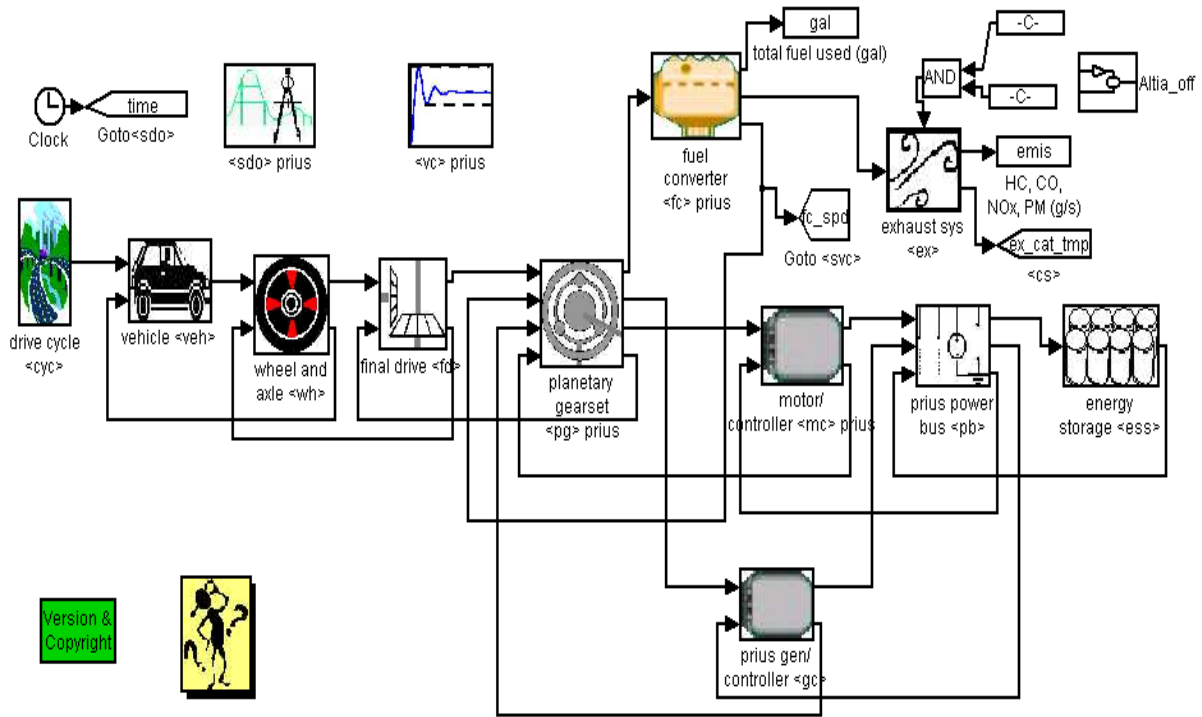 gal
total fuel used (gal)
-C-
AND
-C-
Altia_off
time
Clock
Goto<sdo>
<sdo> prius
<vc> prius
fuel
converter
<fc> prius
emis
HC, CO,
NOx, PM (g/s)
fc_spd
Goto <svc>
exhaust sys
<ex>
ex_cat_tmp
<cs>
drive cycle
<cyc>
vehicle <veh>
wheel and
axle <wh>
final drive <fd>
planetary
gearset
<pg> prius
motor/
controller <mc> prius
prius power
bus <pb>
energy
storage <ess>
Version &
Copyright
prius gen/
controller <gc>